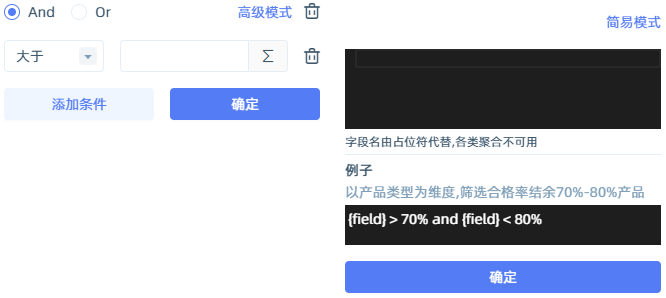 And Or 高级模式
大于
添加条件 确定
简易模式
字段名由占位符代替,各类聚合不可用
例子
以产品类型为维度,筛选合格率结余70%-80%产品
{field} > 70% and {field} < 80%
确定